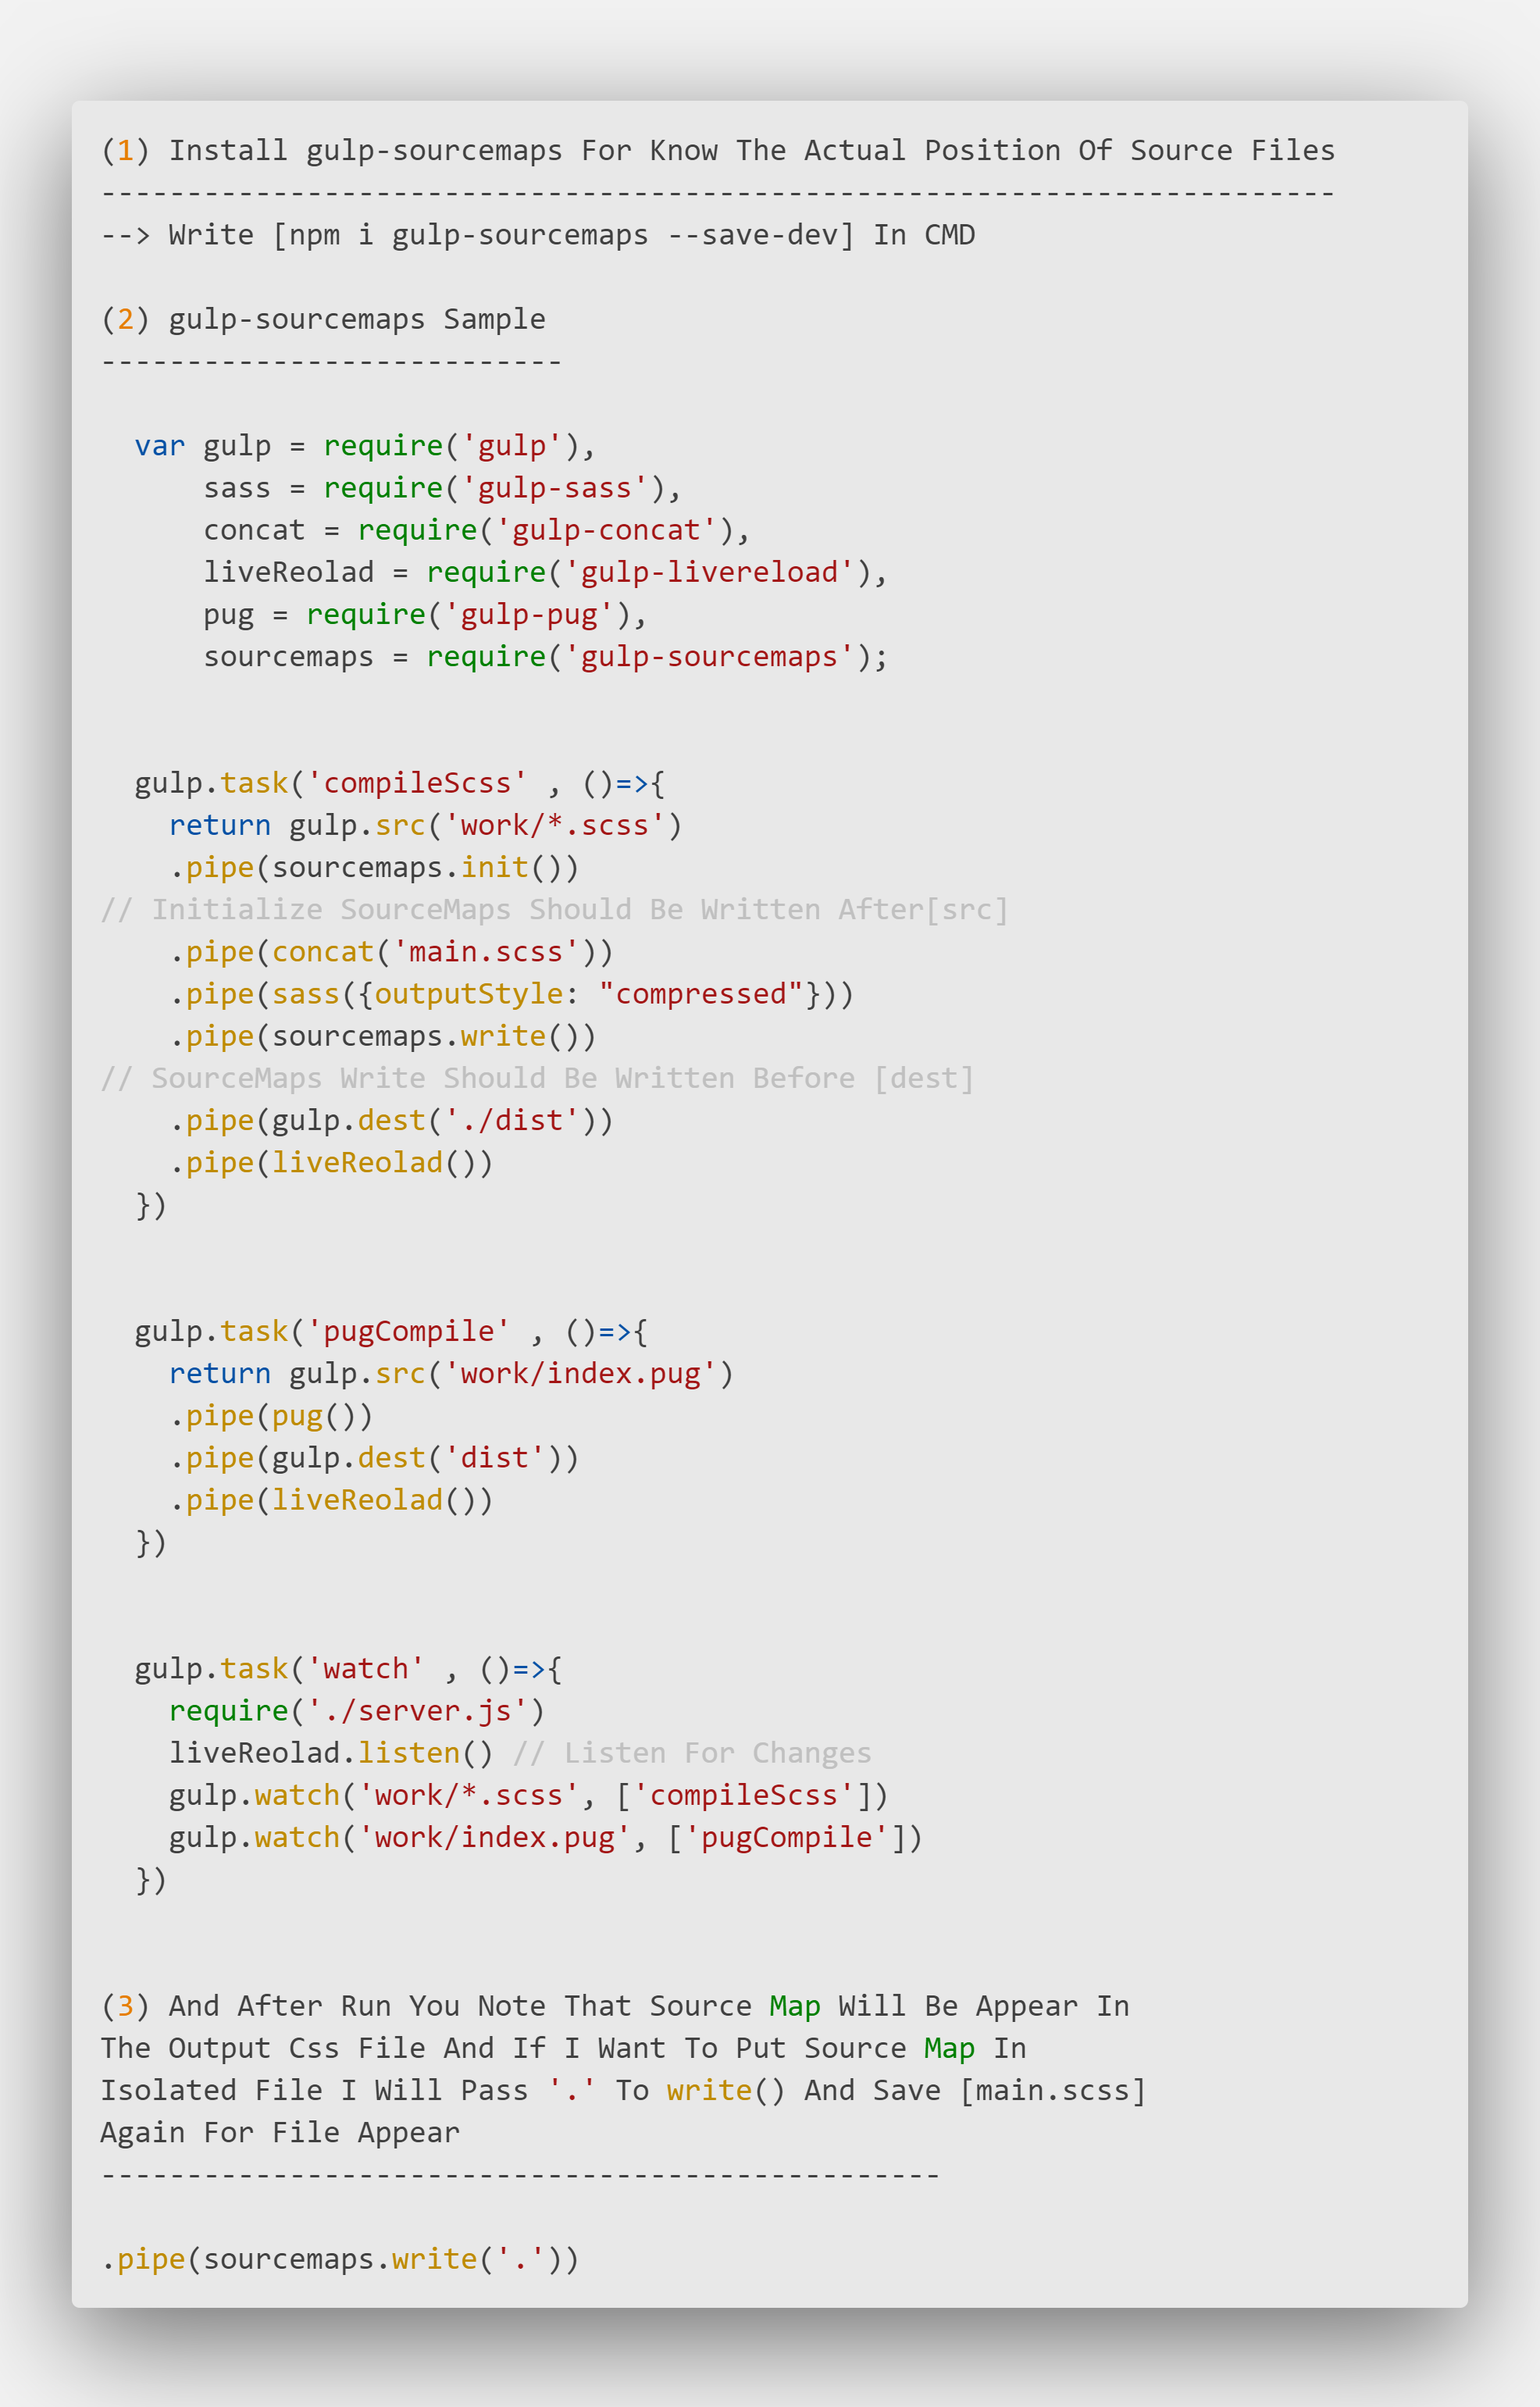 (1) Install gulp-sourcemaps For Know The Actual Position Of Source Files
------------------------------------------------------------------------
--> Write [npm i gulp-sourcemaps --save-dev] In CMD
(2) gulp-sourcemaps Sample
---------------------------
var gulp = require('gulp'),
sass = require('gulp-sass'),
concat = require('gulp-concat'),
liveReolad = require('gulp-livereload'),
pug = require('gulp-pug'),
sourcemaps = require('gulp-sourcemaps');
gulp.task('compileScss' , ()=>{
return gulp.src('work/*.scss')
.pipe(sourcemaps.init())
// Initialize SourceMaps Should Be Written After[src]
.pipe(concat('main.scss'))
.pipe(sass({outputStyle: "compressed"}))
.pipe(sourcemaps.write())
// SourceMaps Write Should Be Written Before [dest]
.pipe(gulp.dest('./dist'))
.pipe(liveReolad())
})
gulp.task('pugCompile' , ()=>{
return gulp.src('work/index.pug')
.pipe(pug())
.pipe(gulp.dest('dist'))
.pipe(liveReolad())
})
gulp.task('watch' , ()=>{
require('./server.js')
liveReolad.listen() // Listen For Changes
gulp.watch('work/*.scss', ['compileScss'])
gulp.watch('work/index.pug', ['pugCompile'])
})
(3) And After Run You Note That Source Map Will Be Appear In
The Output Css File And If I Want To Put Source Map In
Isolated File I Will Pass '.' To write() And Save [main.scss]
Again For File Appear
-------------------------------------------------
.pipe(sourcemaps.write('.'))